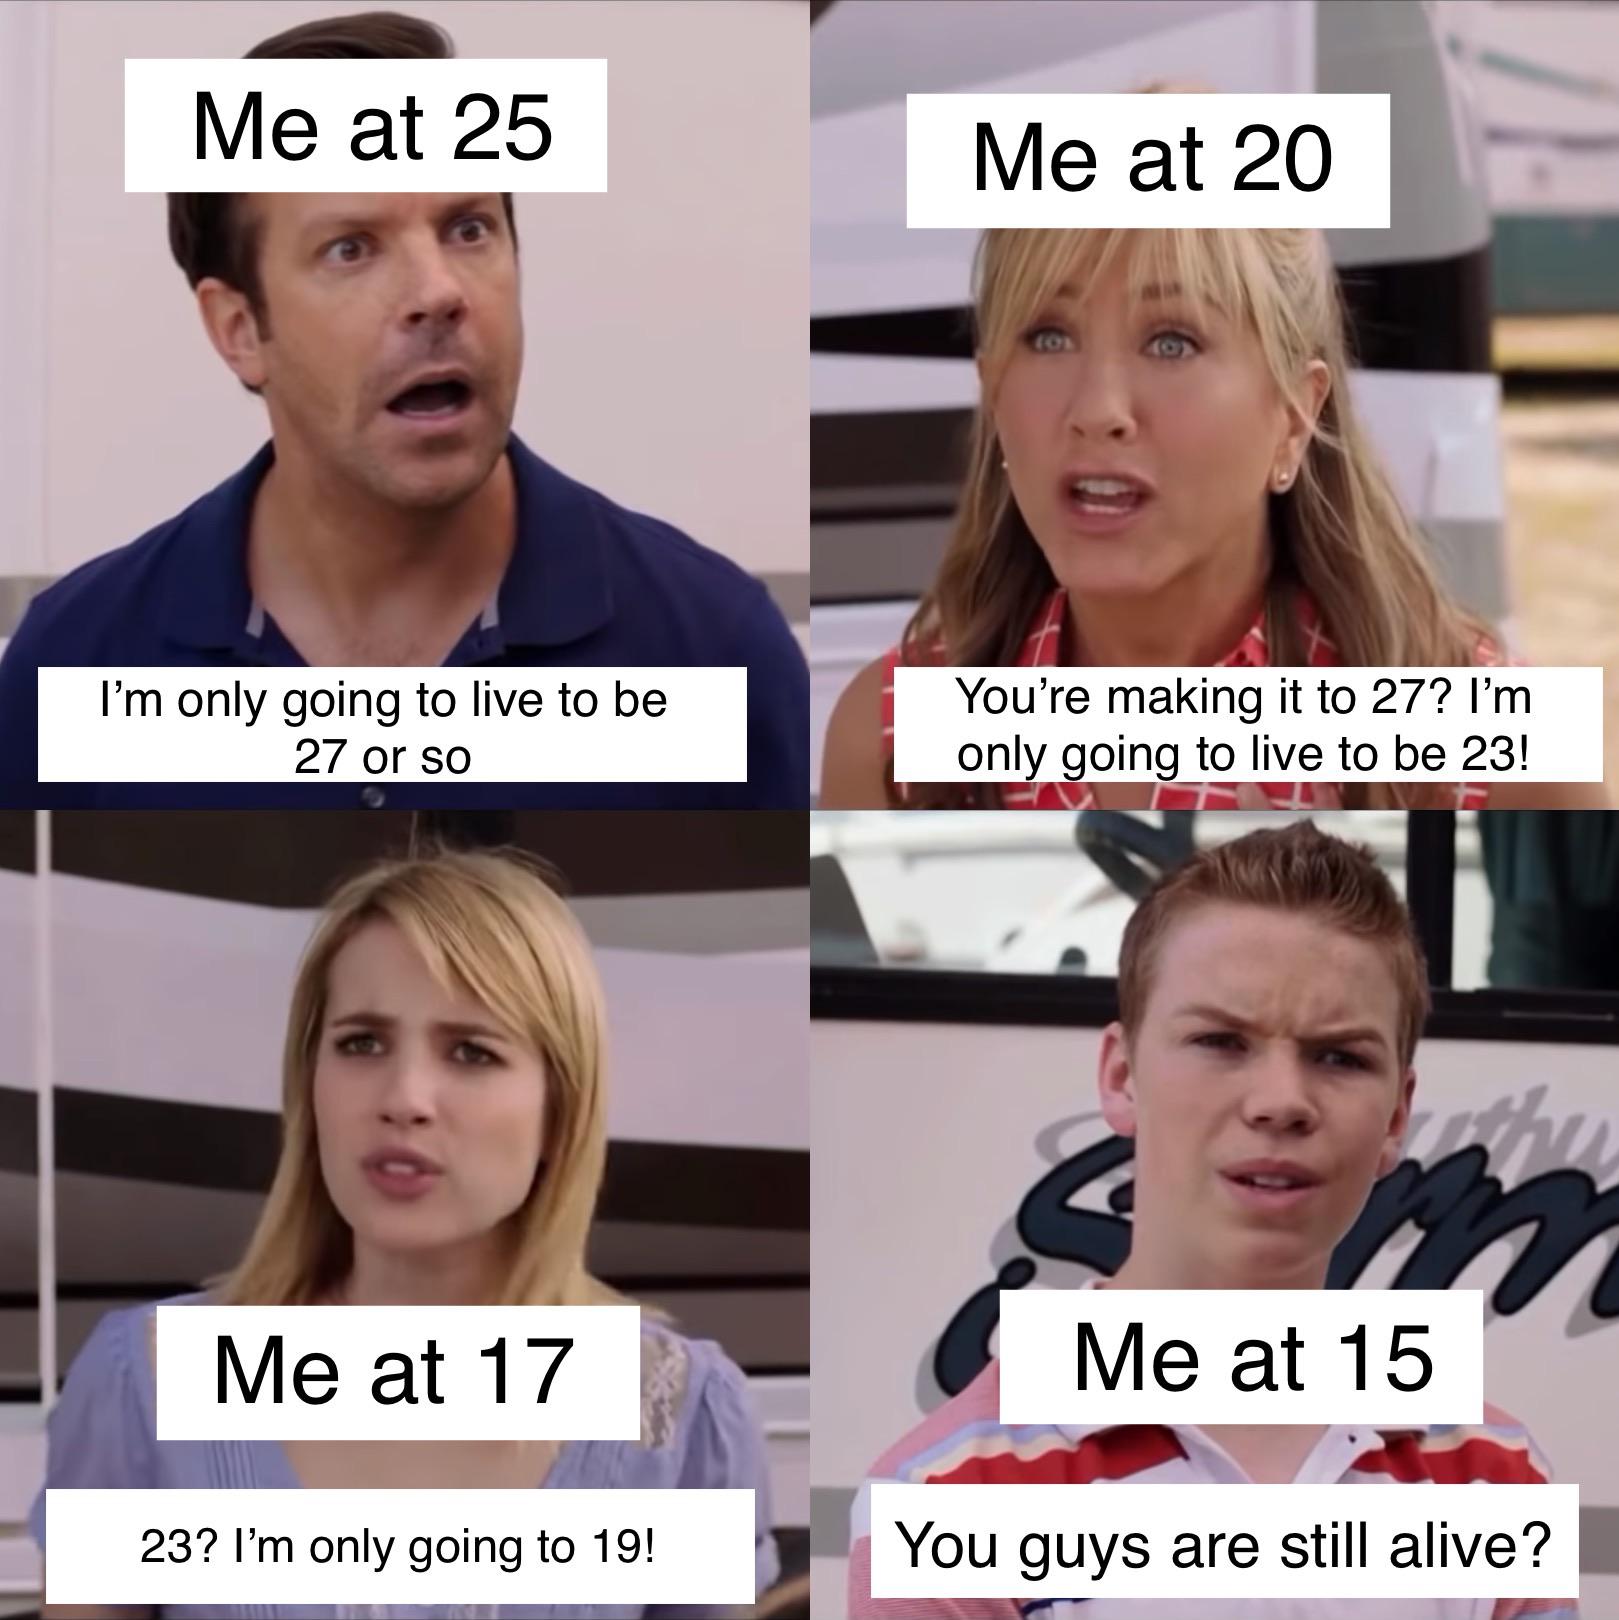 Me at 25
I'm only going to live to be
27 or so
Me at 20
You're making it to 27? I'm
only going to live to be 23!
Me at 17
23? I'm only going to 19!
Me at 15
You guys are still alive?